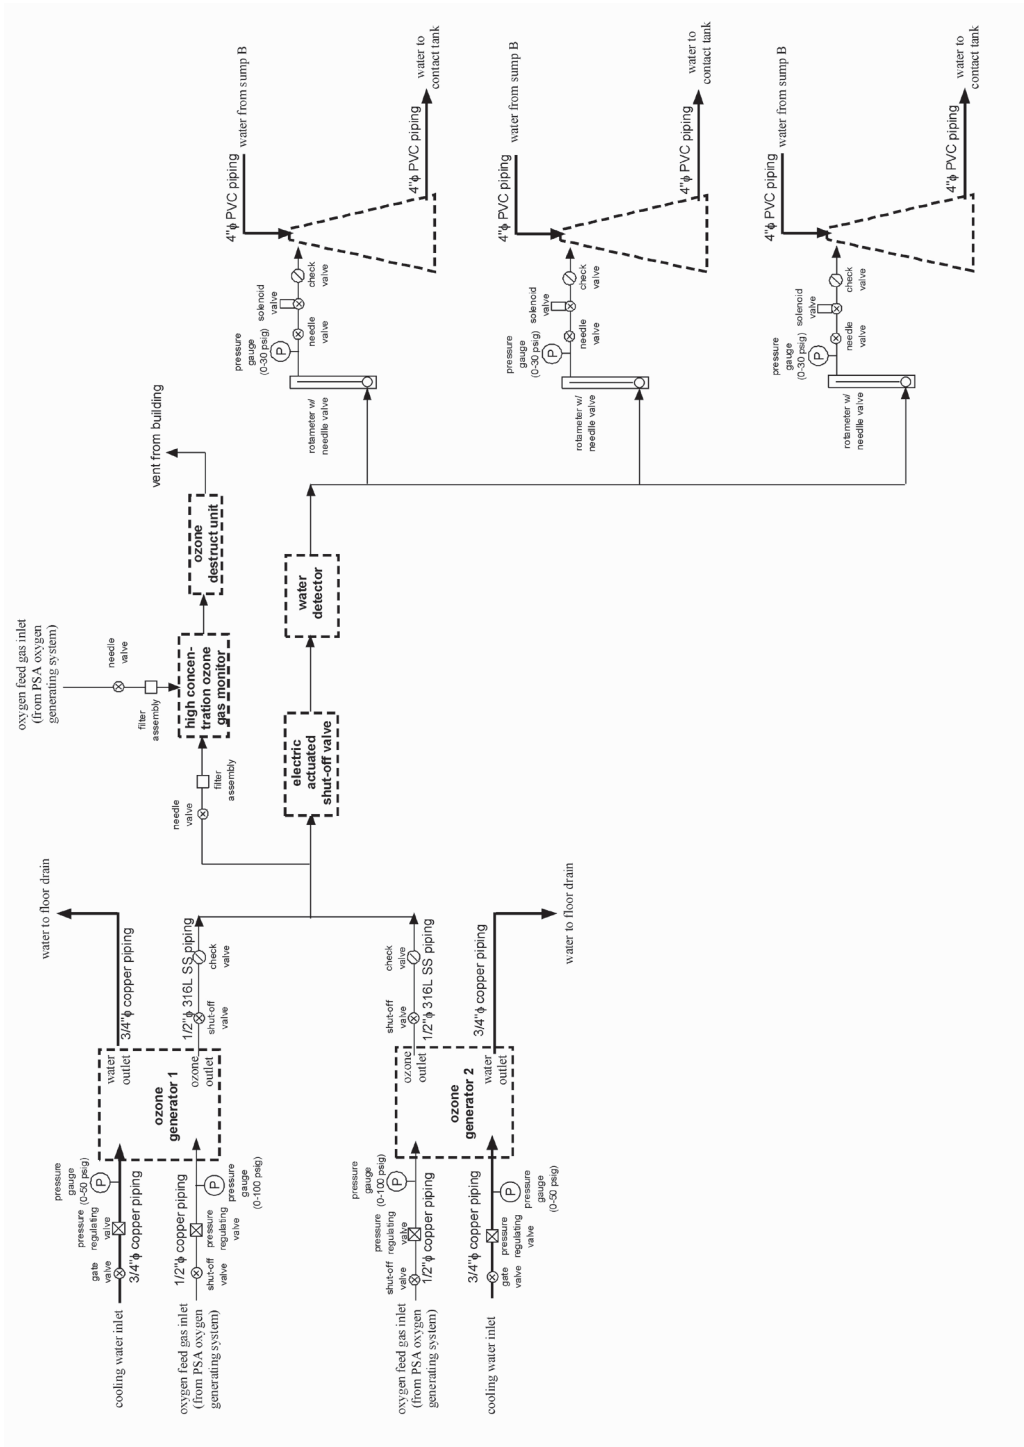 cooling water inlet
gate
valve
3/4"ɸ copper piping
pressure
regulating
valve
pressure
gauge
(0-50 psig)
water
outlet
3/4"ɸ copper piping
water to floor drain
ozone
generator 1
oxygen feed gas inlet
(from PSA oxygen
generating system)
shut-off
valve
1/2"ɸ copper piping
pressure
regulating
valve
P
P
pressure
gauge
(0-100 psig)
ozone
outlet
shut-off
valve
1/2"ɸ 316L SS piping
check
valve
oxygen feed gas inlet
(from PSA oxygen
generating system)
shut-off
valve
1/2"ɸ copper piping
pressure
regulating
valve
pressure
gauge
(0-100 psig)
P
ozone
outlet
shut-off
valve
1/2"ɸ 316L SS piping
check
valve
ozone
generator 2
cooling water inlet
gate
valve
3/4"ɸ copper piping
pressure
regulating
valve
P
pressure
gauge
(0-50 psig)
water
outlet
3/4"ɸ copper piping
water to floor drain
needle
valve
filter
assembly
oxygen feed gas inlet
(from PSA oxygen
generating system)
needle
valve
filter
assembly
high concen-
tration ozone
gas monitor
ozone
destruct unit
vent from building
electric
actuated
shut-off valve
water
detector
rotameter w/
needlle valve
pressure
gauge
(0-30 psig)
P
needle
valve
solenoid
valve
check
valve
4"ɸ PVC piping
water from sump B
4"ɸ PVC piping
water to
contact tank
rotameter w/
needlle valve
pressure
gauge
(0-30 psig)
P
needle
valve
solenoid
valve
check
valve
4"ɸ PVC piping
water from sump B
4"ɸ PVC piping
water to
contact tank
rotameter w/
needlle valve
pressure
gauge
(0-30 psig)
P
needle
valve
solenoid
valve
check
valve
4"ɸ PVC piping
water from sump B
4"ɸ PVC piping
water to
contact tank